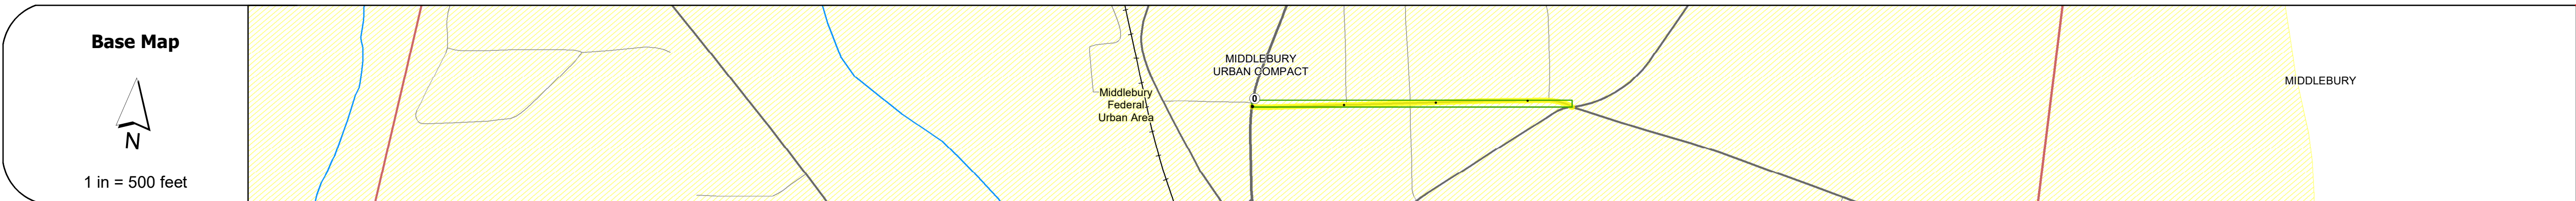 Base Map
N
1 in = 500 feet
MIDDLEBURY
URBAN COMPACT
Middlebury
Federal
Urban Area
0
MIDDLEBURY